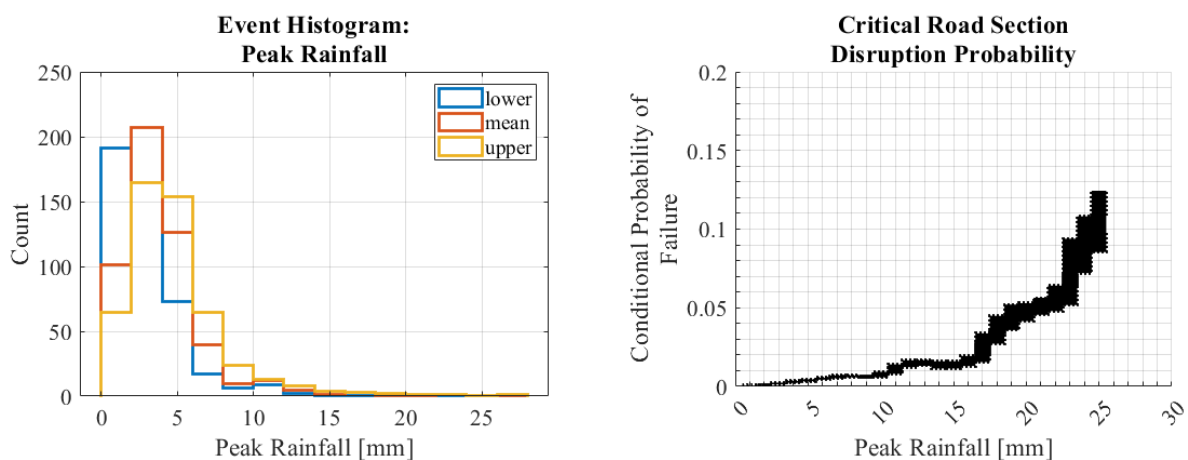 Event Histogram:
Peak Rainfall
250
200
150
100
50
0
Count
0 5 10 15 20 25
Peak Rainfall [mm]
lower
mean
upper
Critical Road Section
Disruption Probability
0.2
0.15
0.1
0.05
0
Conditional Probability of
Failure
0 5 10 15 20 25 30
Peak Rainfall [mm]